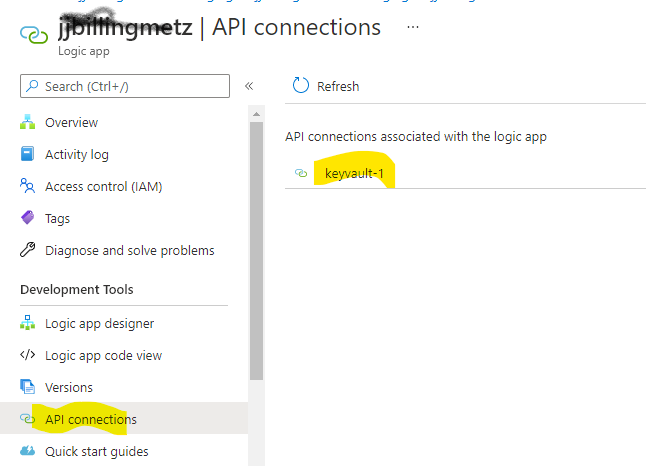 jjbillingmetz | API connections ...
Logic app
Search (Ctrl+/)
«
Refresh
Overview
Activity log
Access control (IAM)
Tags
Diagnose and solve problems
Development Tools
Logic app designer
Logic app code view
Versions
API connections
Quick start guides
API connections associated with the logic app
keyvault-1